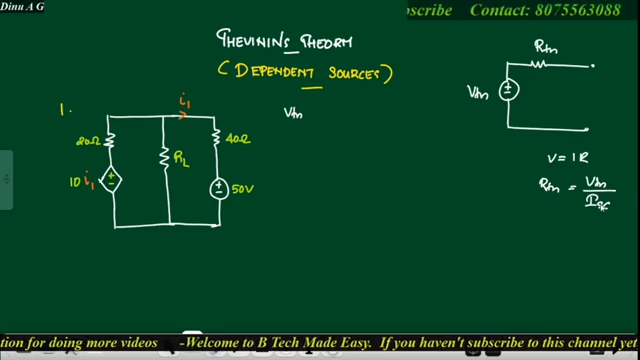 Dinu A G
scribe Contact: 8075563088
THEVININS THEOREM
(DEPENDENT SOURCES)
1.
i1
Vth
20Ω
RL
40Ω
10 i1
+
-
+
-
50V
Rth
Vth
+
-
V = IR
Rth = Vth / Isc
tion for doing more videos -Welcome to B Tech Made Easy. If you haven't subscribe to this channel yet